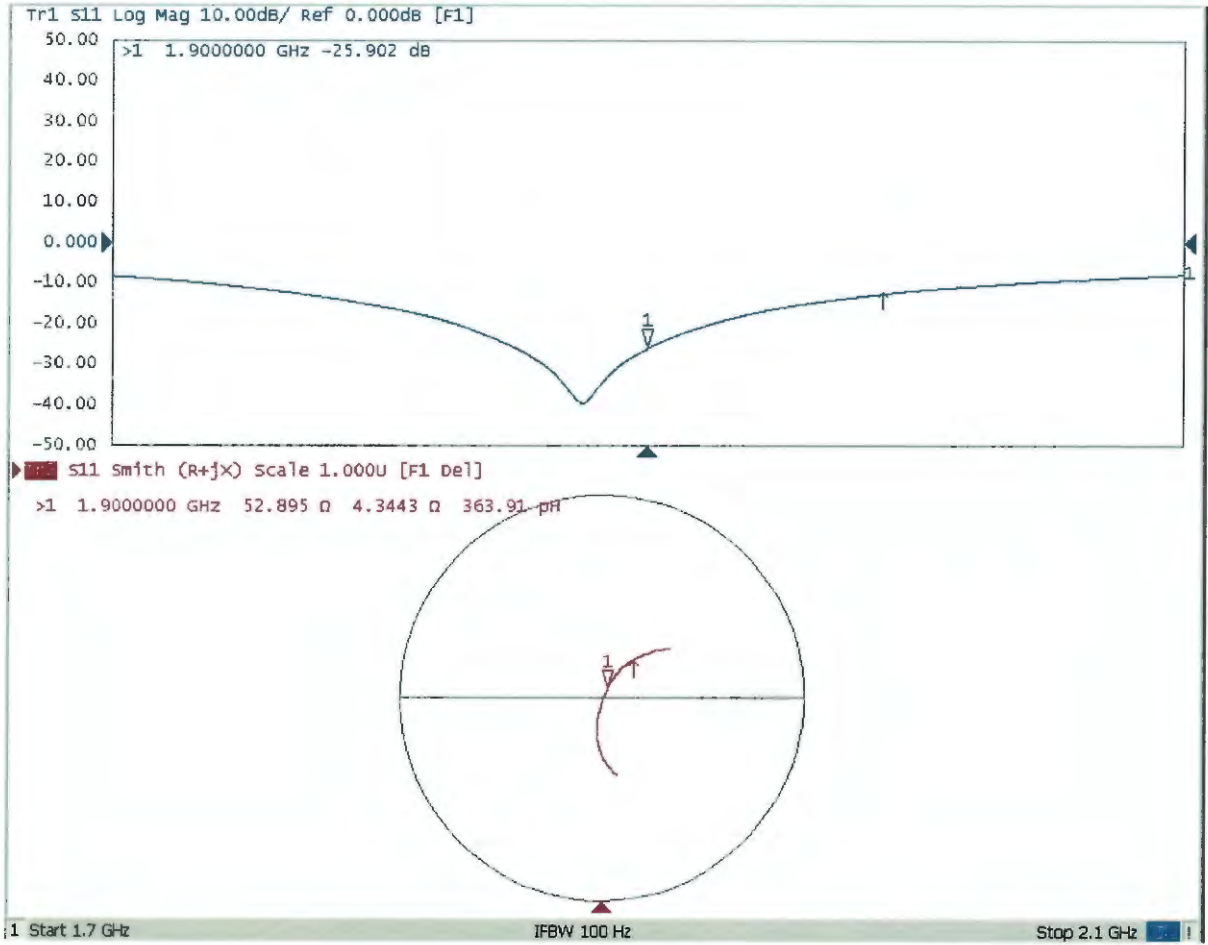 Tr1 S11 Log Mag 10.00dB/ Ref 0.000dB [F1]
50.00
>1 1.9000000 GHz -25.902 dB
40.00
30.00
20.00
10.00
0.000
-10.00
1
-20.00
1
-30.00
-40.00
-50.00
S11 Smith (R+jX) Scale 1.000U [F1 Del]
>1 1.9000000 GHz 52.895 Ω 4.3443 Ω 363.91 pH
1
1 Start 1.7 GHz IFBW 100 Hz Stop 2.1 GHz !